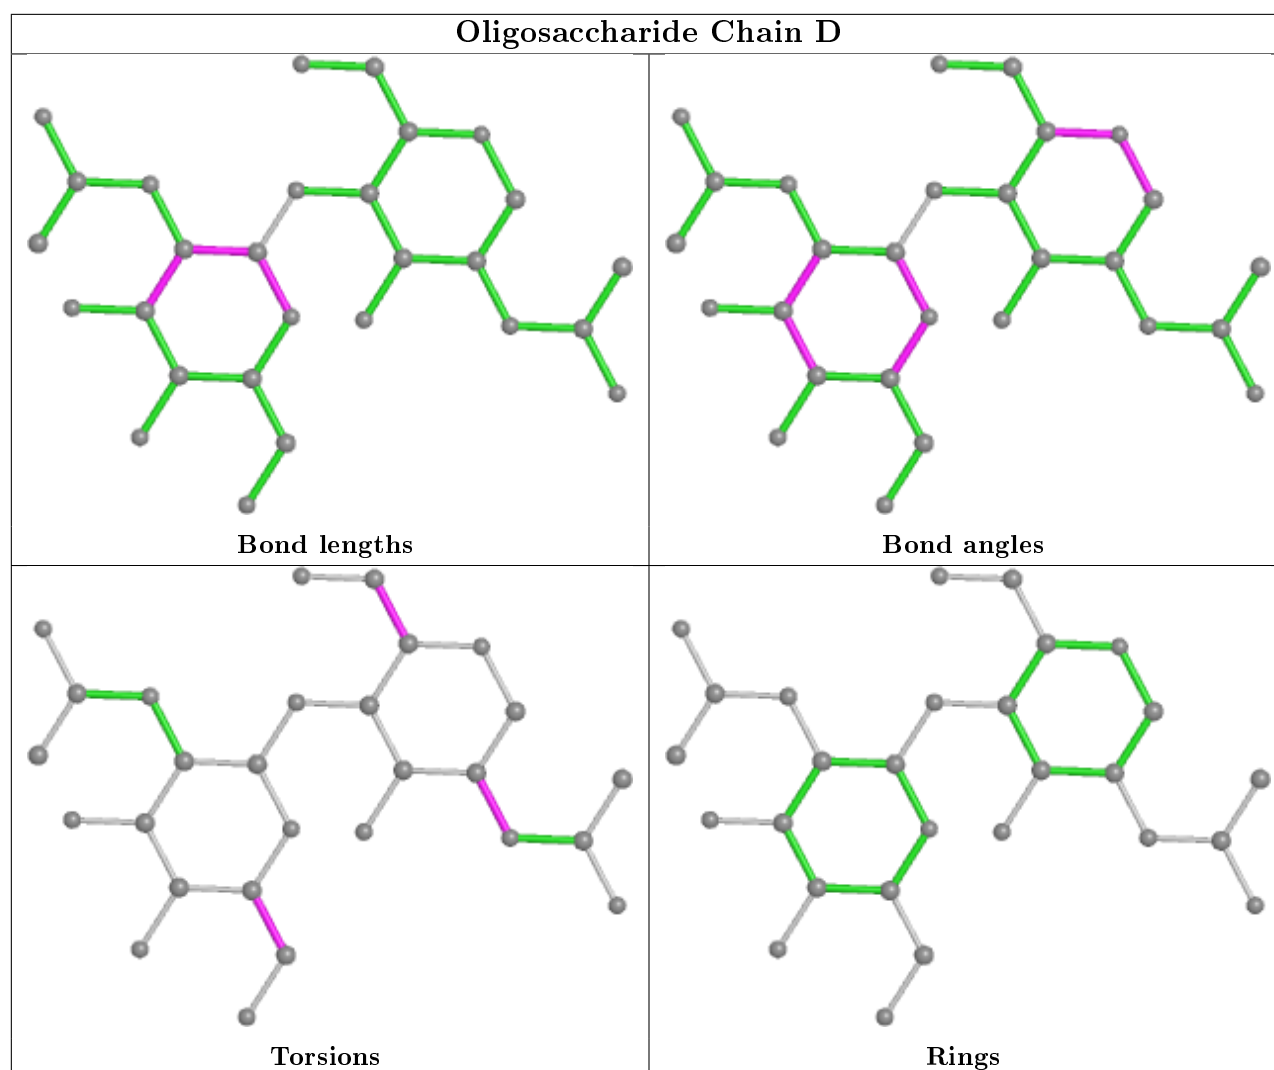 Oligosaccharide Chain D
Bond lengths
Bond angles
Torsions
Rings